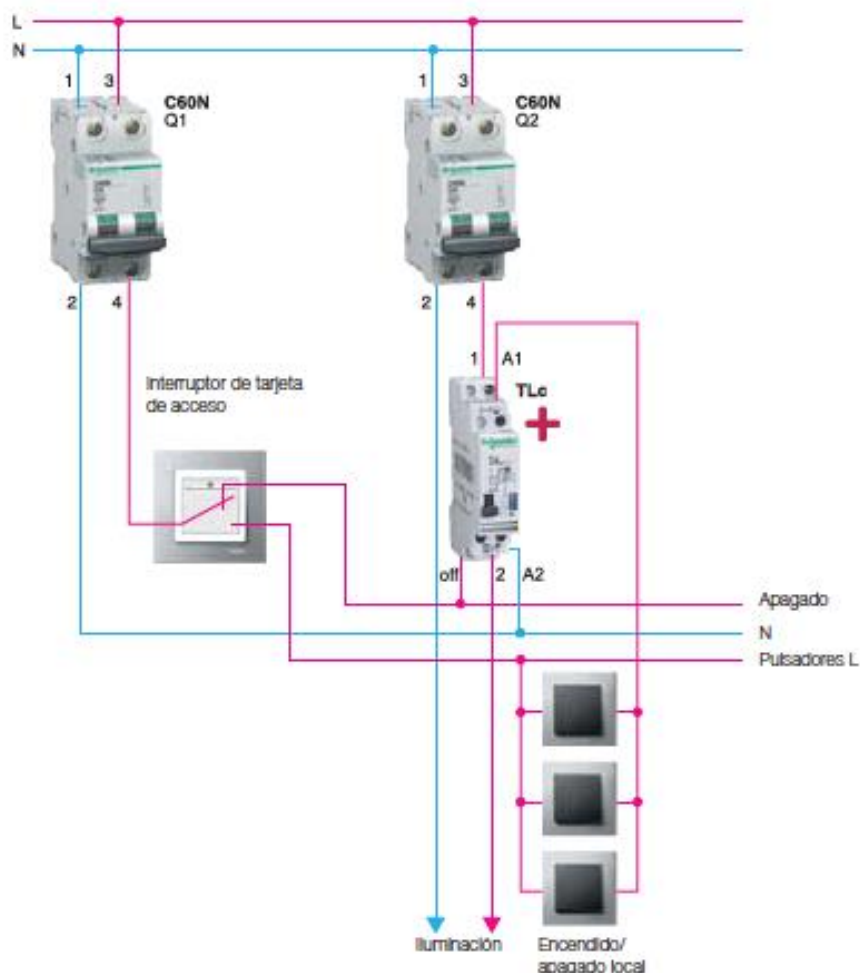 L
N
1
3
C60N
Q1
1
3
C60N
Q2
2
4
2
4
Interruptor de tarjeta
de acceso
1
A1
TLc
off
2
A2
Apagado
N
Pulsadores L
Iluminación
Encendido/
apagado local